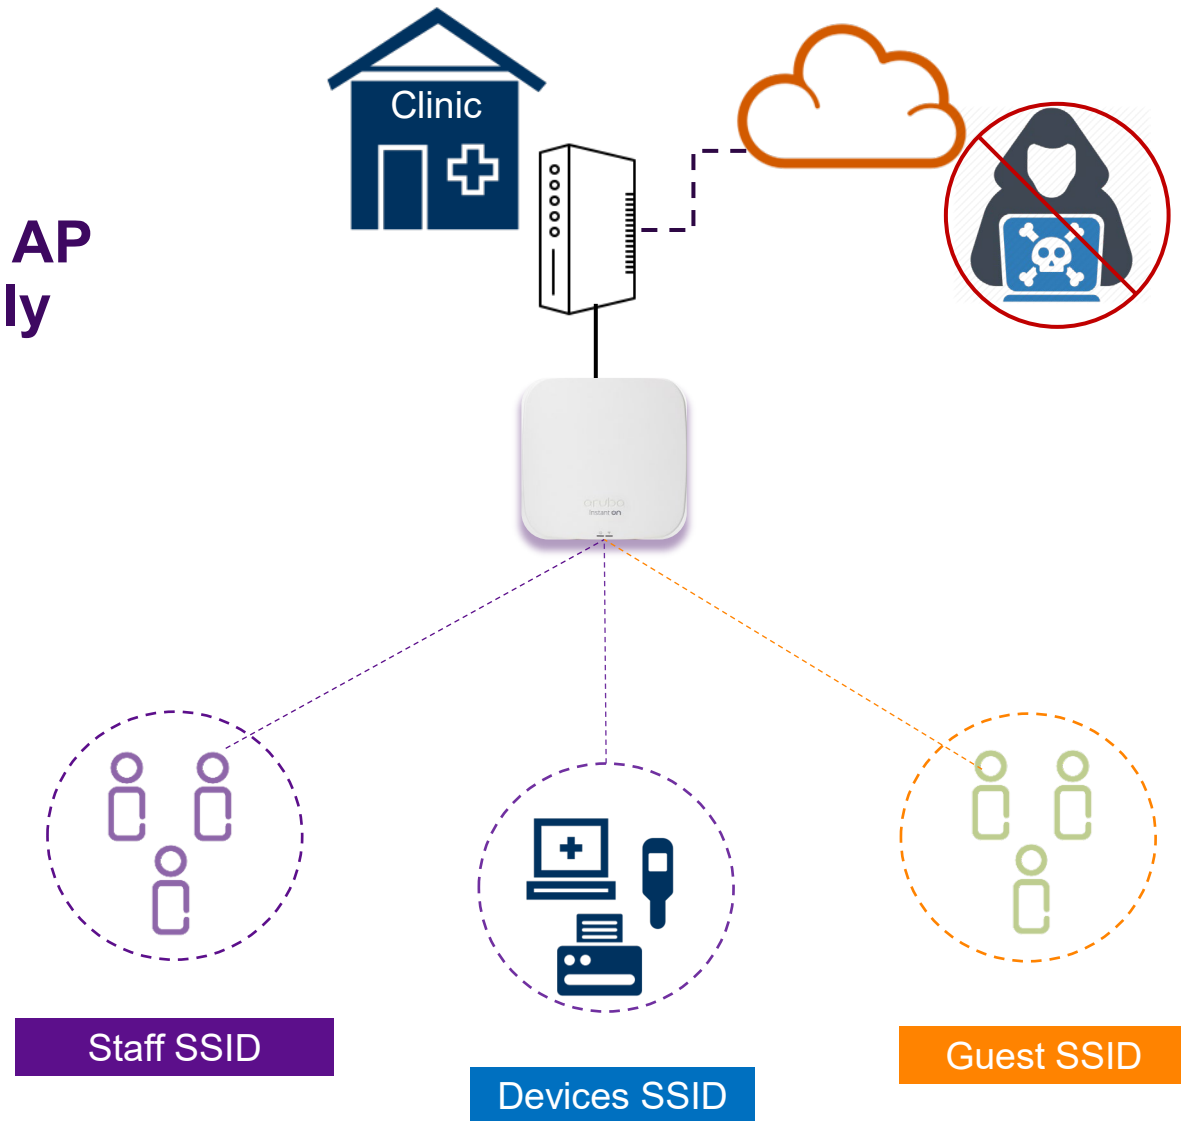 Clinic
AP
ly
aruba
Instant on
Staff SSID
Guest SSID
Devices SSID